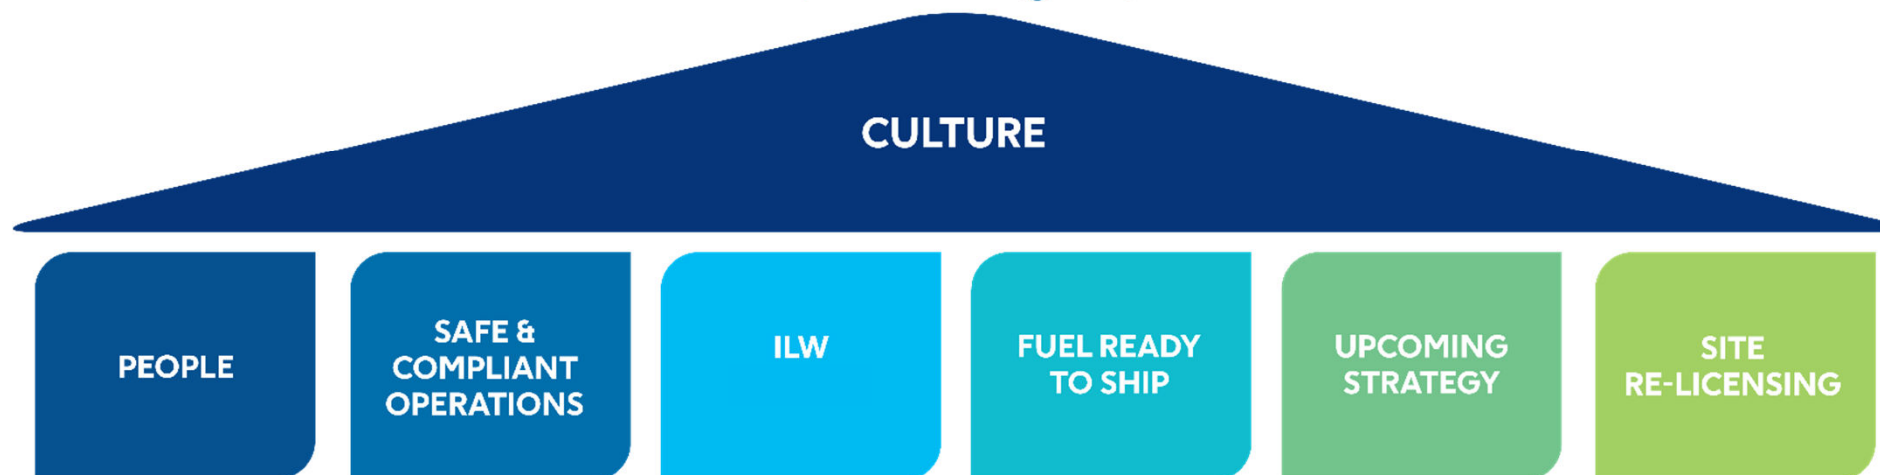 CULTURE
PEOPLE
SAFE &
COMPLIANT
OPERATIONS
ILW
FUEL READY
TO SHIP
UPCOMING
STRATEGY
SITE
RE-LICENSING